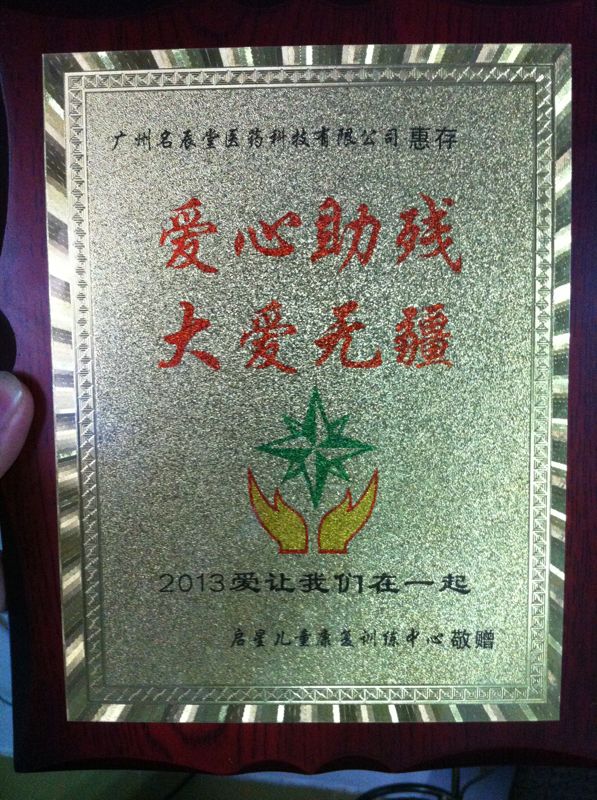 广州名辰堂医药科技有限公司 惠存
爱心助残
大爱无疆
2013爱让我们在一起
启星儿童康复训练中心 敬赠